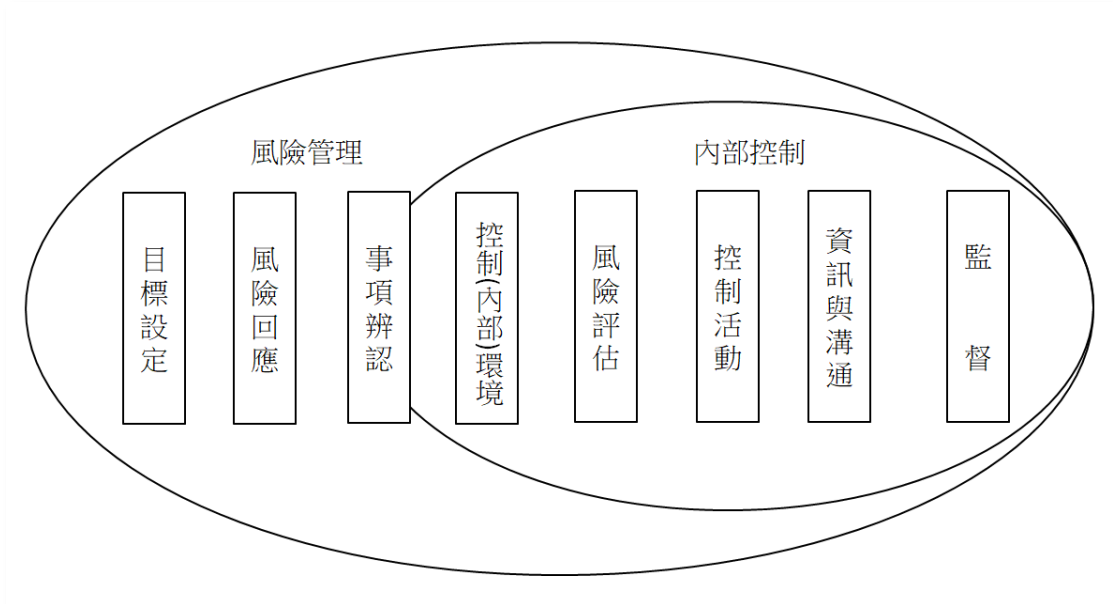 風險管理
內部控制
目標設定
風險回應
事項辨認
控制(內部)環境
風險評估
控制活動
資訊與溝通
監督